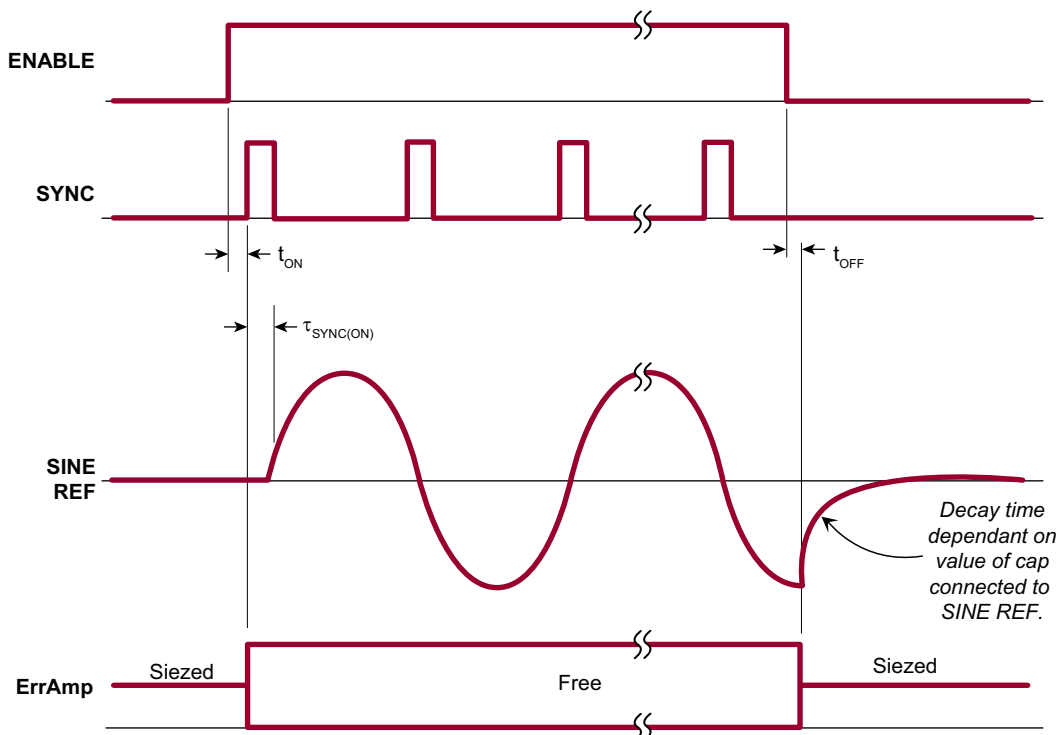 ENABLE
SYNC
tON
tOFF
τSYNC(ON)
SINE
REF
Decay time
dependant on
value of cap
connected to
SINE REF.
ErrAmp
Siezed
Free
Siezed